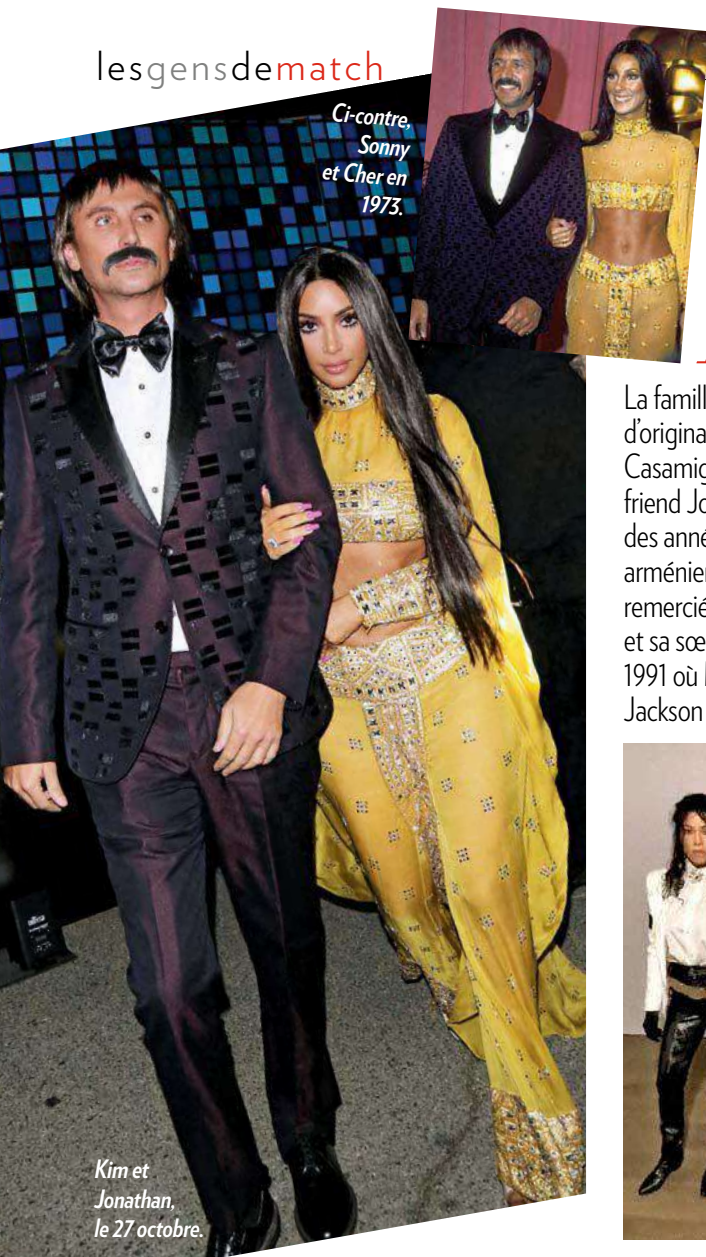 lesgensdematch
Ci-contre,
Sonny
et Cher en
1973.
La famill
d'origina
Casamig
friend Jo
des anné
arménier
remercié
et sa sœ
1991 où
Jackson
Kim et
Jonathan,
le 27 octobre.